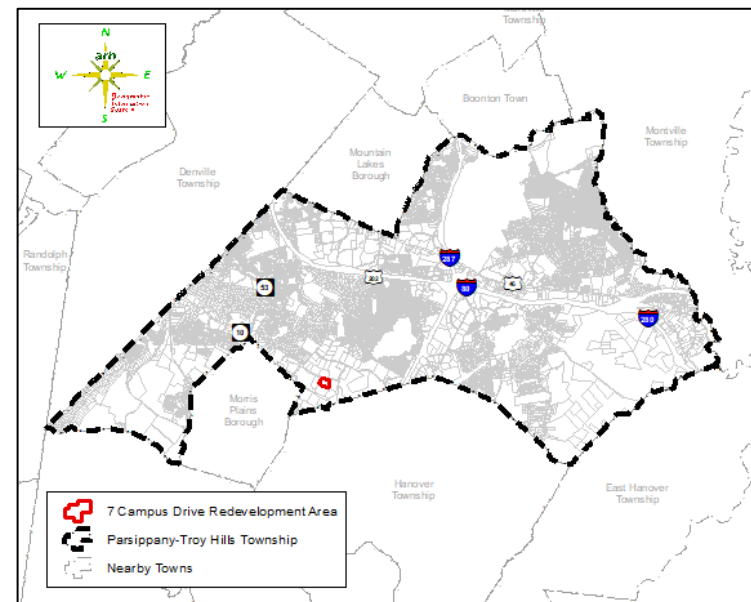 N
arh
W
E
S
Boonton Town
Montville
Township
Mountain
Lakes
Borough
Denville
Township
Randolph
Township
287
202
80
46
53
280
10
Morris
Plains
Borough
Hanover
Township
East Hanover
Township
7 Campus Drive Redevelopment Area
Parsippany-Troy Hills Township
Nearby Towns